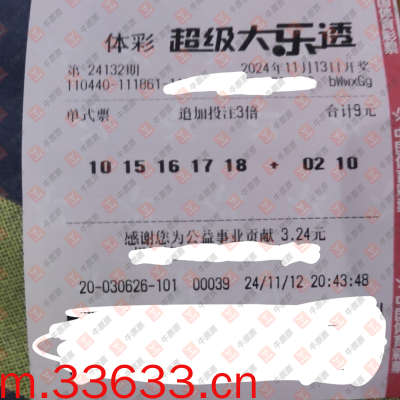 体彩 超级大乐透
第 24132期 2024年11月13日开奖
110440-111861- bWwxGg
单式票 追加投注3倍 合计9元
10 15 16 17 18 + 02 10
感谢您为公益事业贡献 3.24元
20-030626-101 00039 24/11/12 20:43:48
m.33633.cn